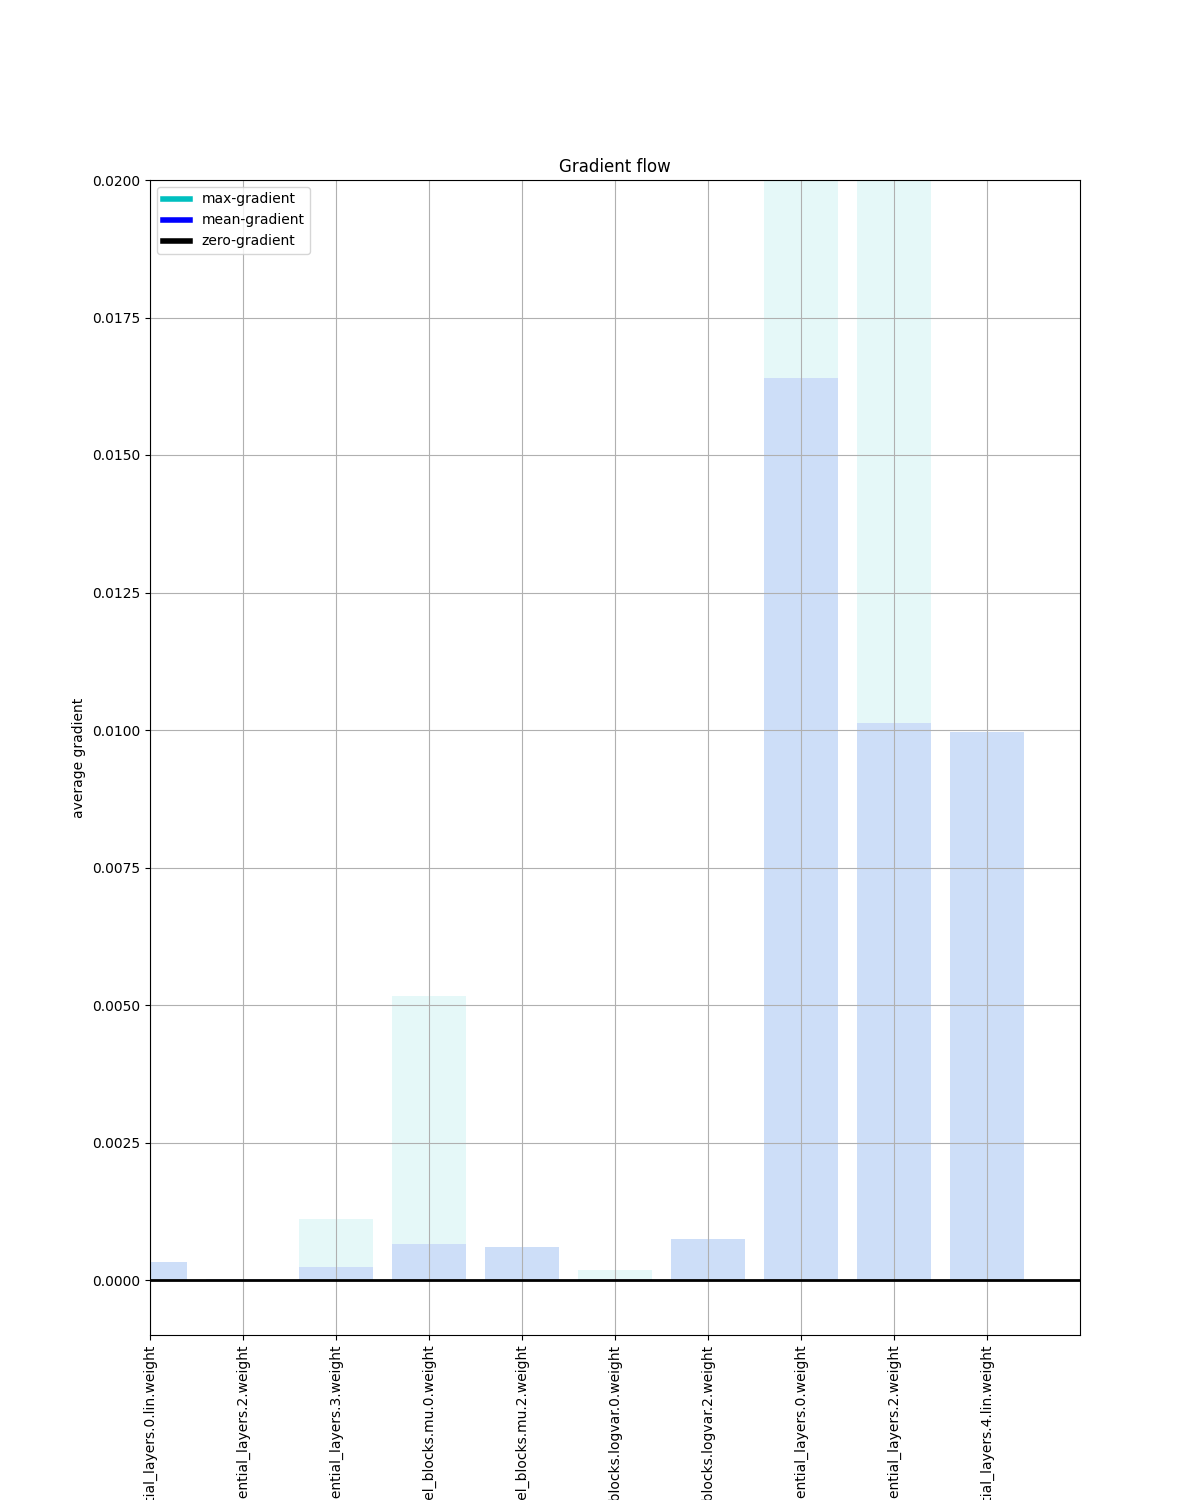 Gradient flow
max-gradient
mean-gradient
zero-gradient
0.0200
0.0175
0.0150
0.0125
0.0100
0.0075
0.0050
0.0025
0.0000
average gradient
tial_layers.0.lin.weight
ential_layers.2.weight
ential_layers.3.weight
el_blocks.mu.0.weight
el_blocks.mu.2.weight
blocks.logvar.0.weight
blocks.logvar.2.weight
ential_layers.0.weight
ential_layers.2.weight
tial_layers.4.lin.weight